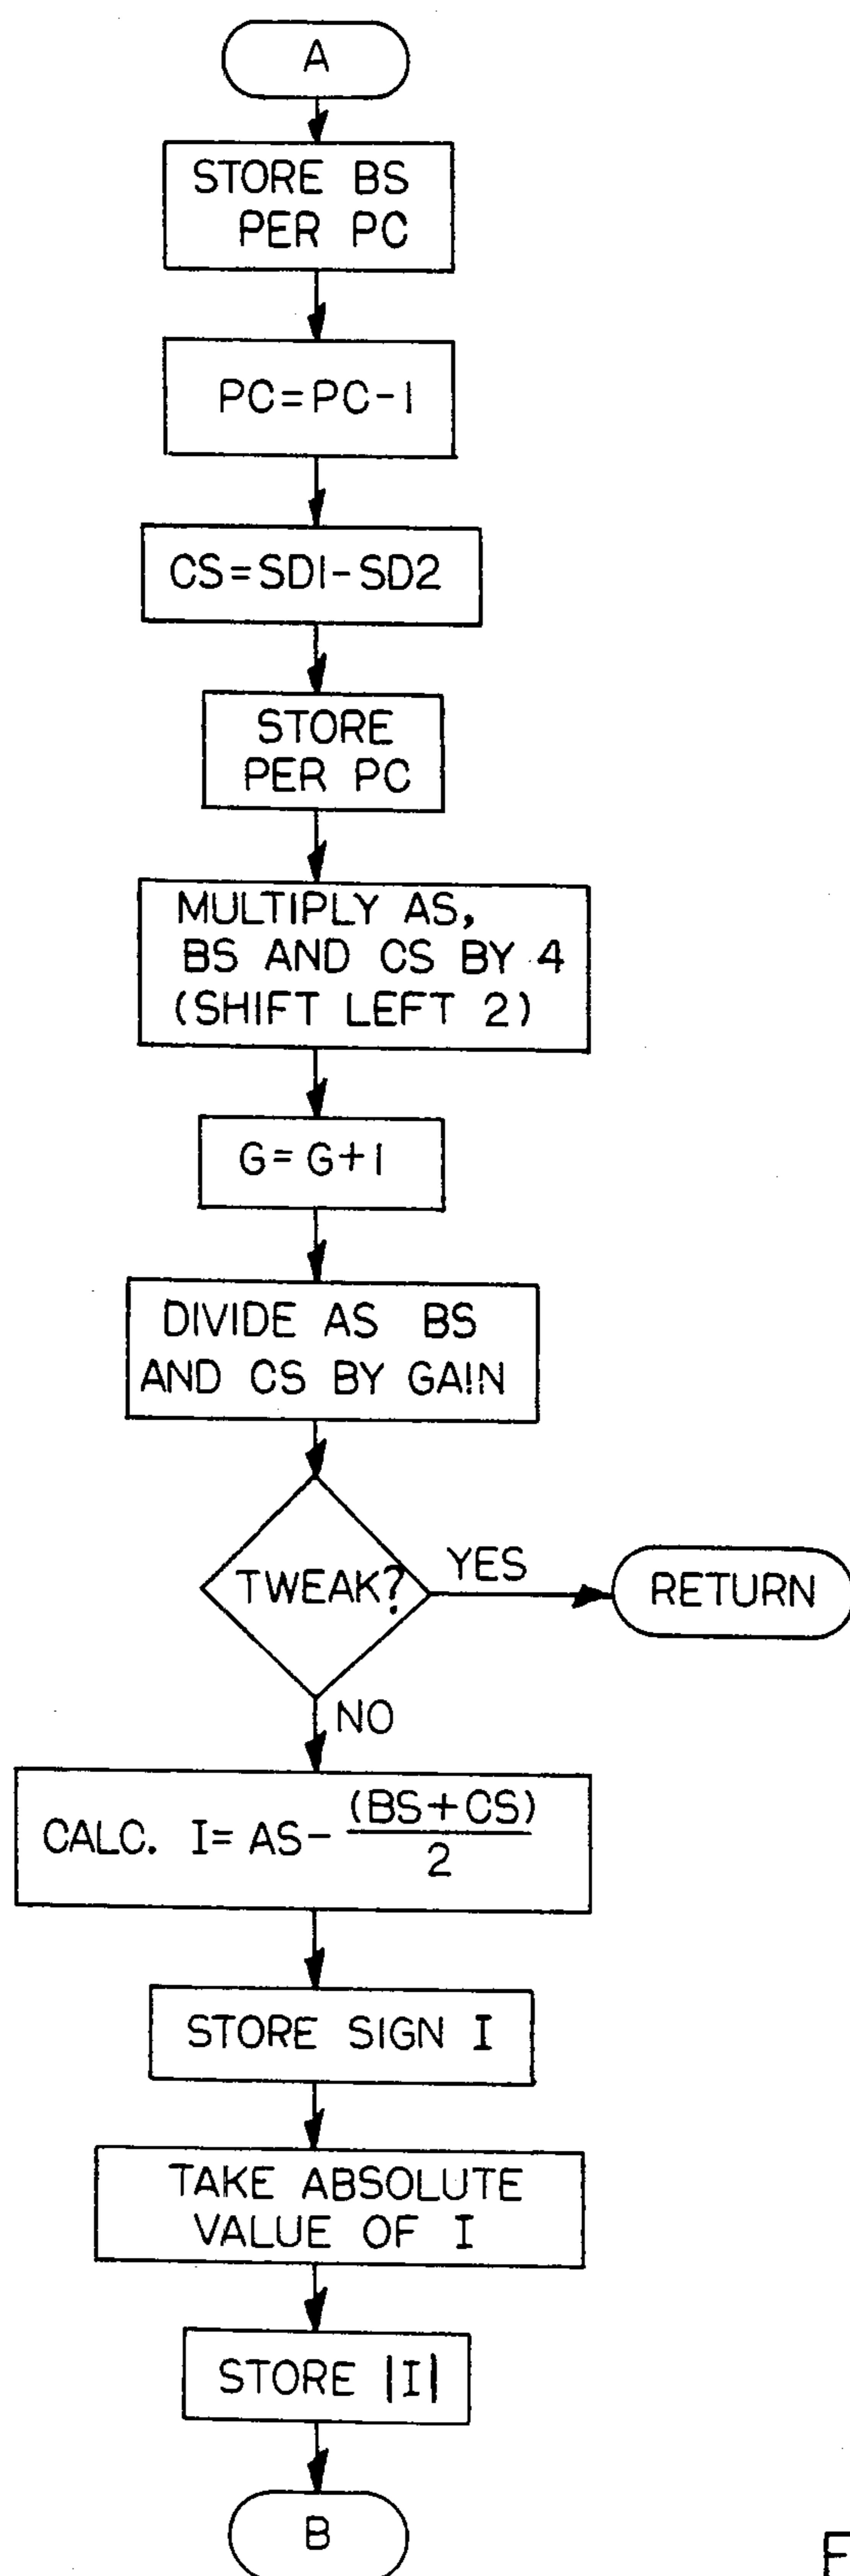 A
STORE BS
PER PC
PC=PC-1
CS=SD1-SD2
STORE
PER PC
MULTIPLY AS,
BS AND CS BY 4
(SHIFT LEFT 2)
G=G+1
DIVIDE AS BS
AND CS BY GAIN
TWEAK?
YES
RETURN
NO
CALC. I= AS- (BS+CS)
2
STORE SIGN I
TAKE ABSOLUTE
VALUE OF I
STORE |I|
B